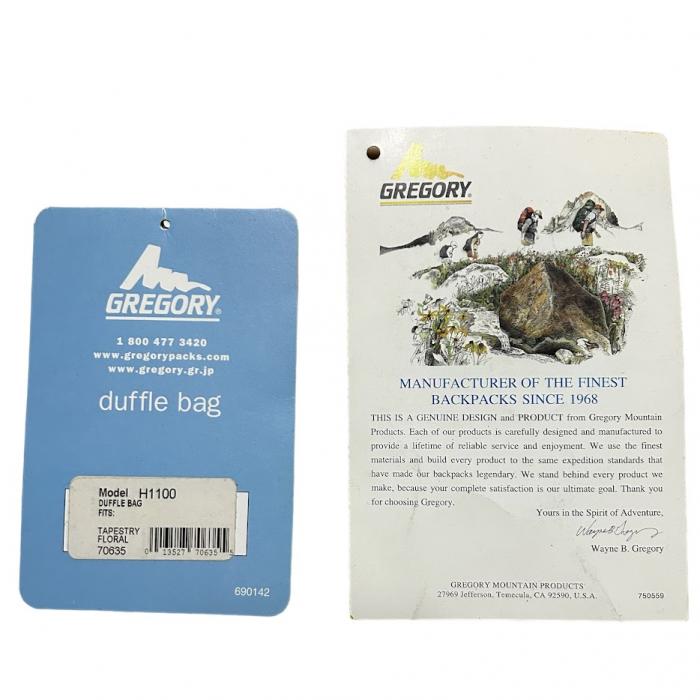 GREGORY
1 800 477 3420
www.gregorypacks.com
www.gregory.gr.jp
duffle bag
Model H1100
DUFFLE BAG
FITS:
TAPESTRY
FLORAL
70635
0 13527 70635 5
690142
GREGORY
MANUFACTURER OF THE FINEST
BACKPACKS SINCE 1968
THIS IS A GENUINE DESIGN and PRODUCT from Gregory Mountain
Products. Each of our products is carefully designed and manufactured to
provide a lifetime of reliable service and enjoyment. We use the finest
materials and build every product to the same expedition standards that
have made our backpacks legendary. We stand behind every product we
make, because your complete satisfaction is our ultimate goal. Thank you
for choosing Gregory.
Yours in the Spirit of Adventure,
Wayne B. Gregory
Wayne B. Gregory
GREGORY MOUNTAIN PRODUCTS
27969 Jefferson, Temecula, CA 92590, U.S.A.
750559